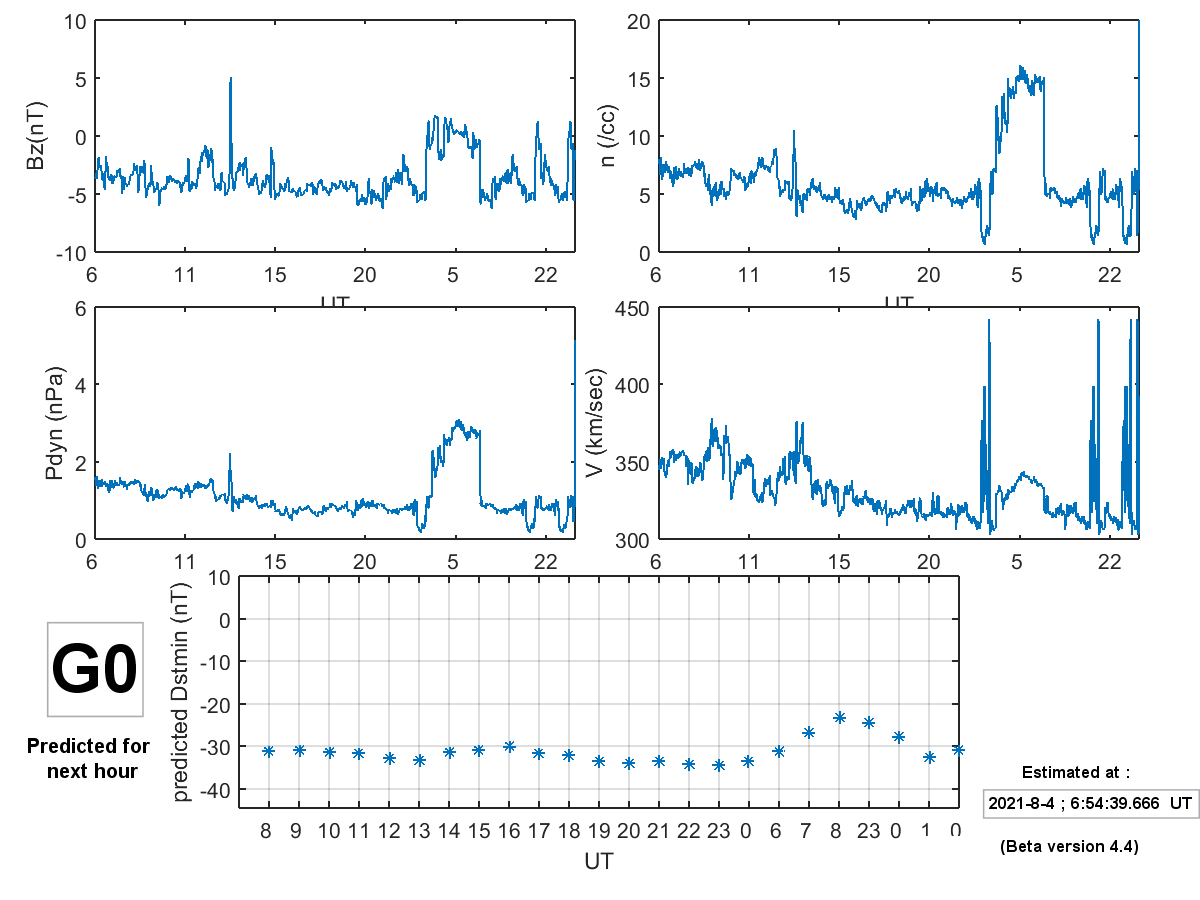 10
5
0
-5
-10
Bz(nT)
6 11 15 20 5 22
UT
20
15
10
5
0
n (/cc)
6 11 15 20 5 22
UT
6
4
2
0
Pdyn (nPa)
6 11 15 20 5 22
450
400
350
300
V (km/sec)
6 11 15 20 5 22
G0
Predicted for
next hour
10
0
-10
-20
-30
-40
predicted Dstmin (nT)
8 9 10 11 12 13 14 15 16 17 18 19 20 21 22 23 0 6 7 8 23 0 1 0
UT
Estimated at :
2021-8-4 ; 6:54:39.666 UT
(Beta version 4.4)